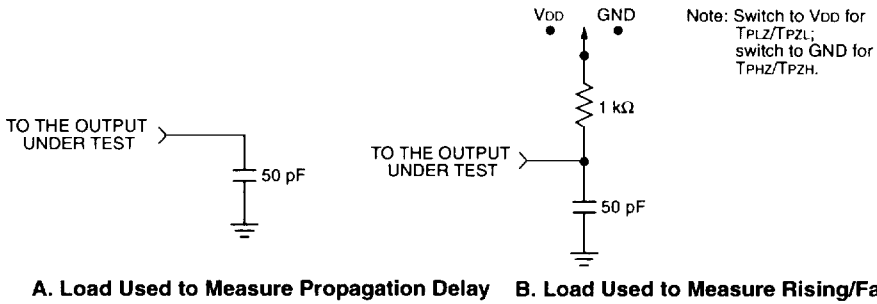 VDD GND
Note: Switch to VDD for
TPLZ/TPZL;
switch to GND for
TPHZ/TPZH.
1 kΩ
TO THE OUTPUT
UNDER TEST
50 pF
TO THE OUTPUT
UNDER TEST
50 pF
A. Load Used to Measure Propagation Delay
B. Load Used to Measure Rising/Fa